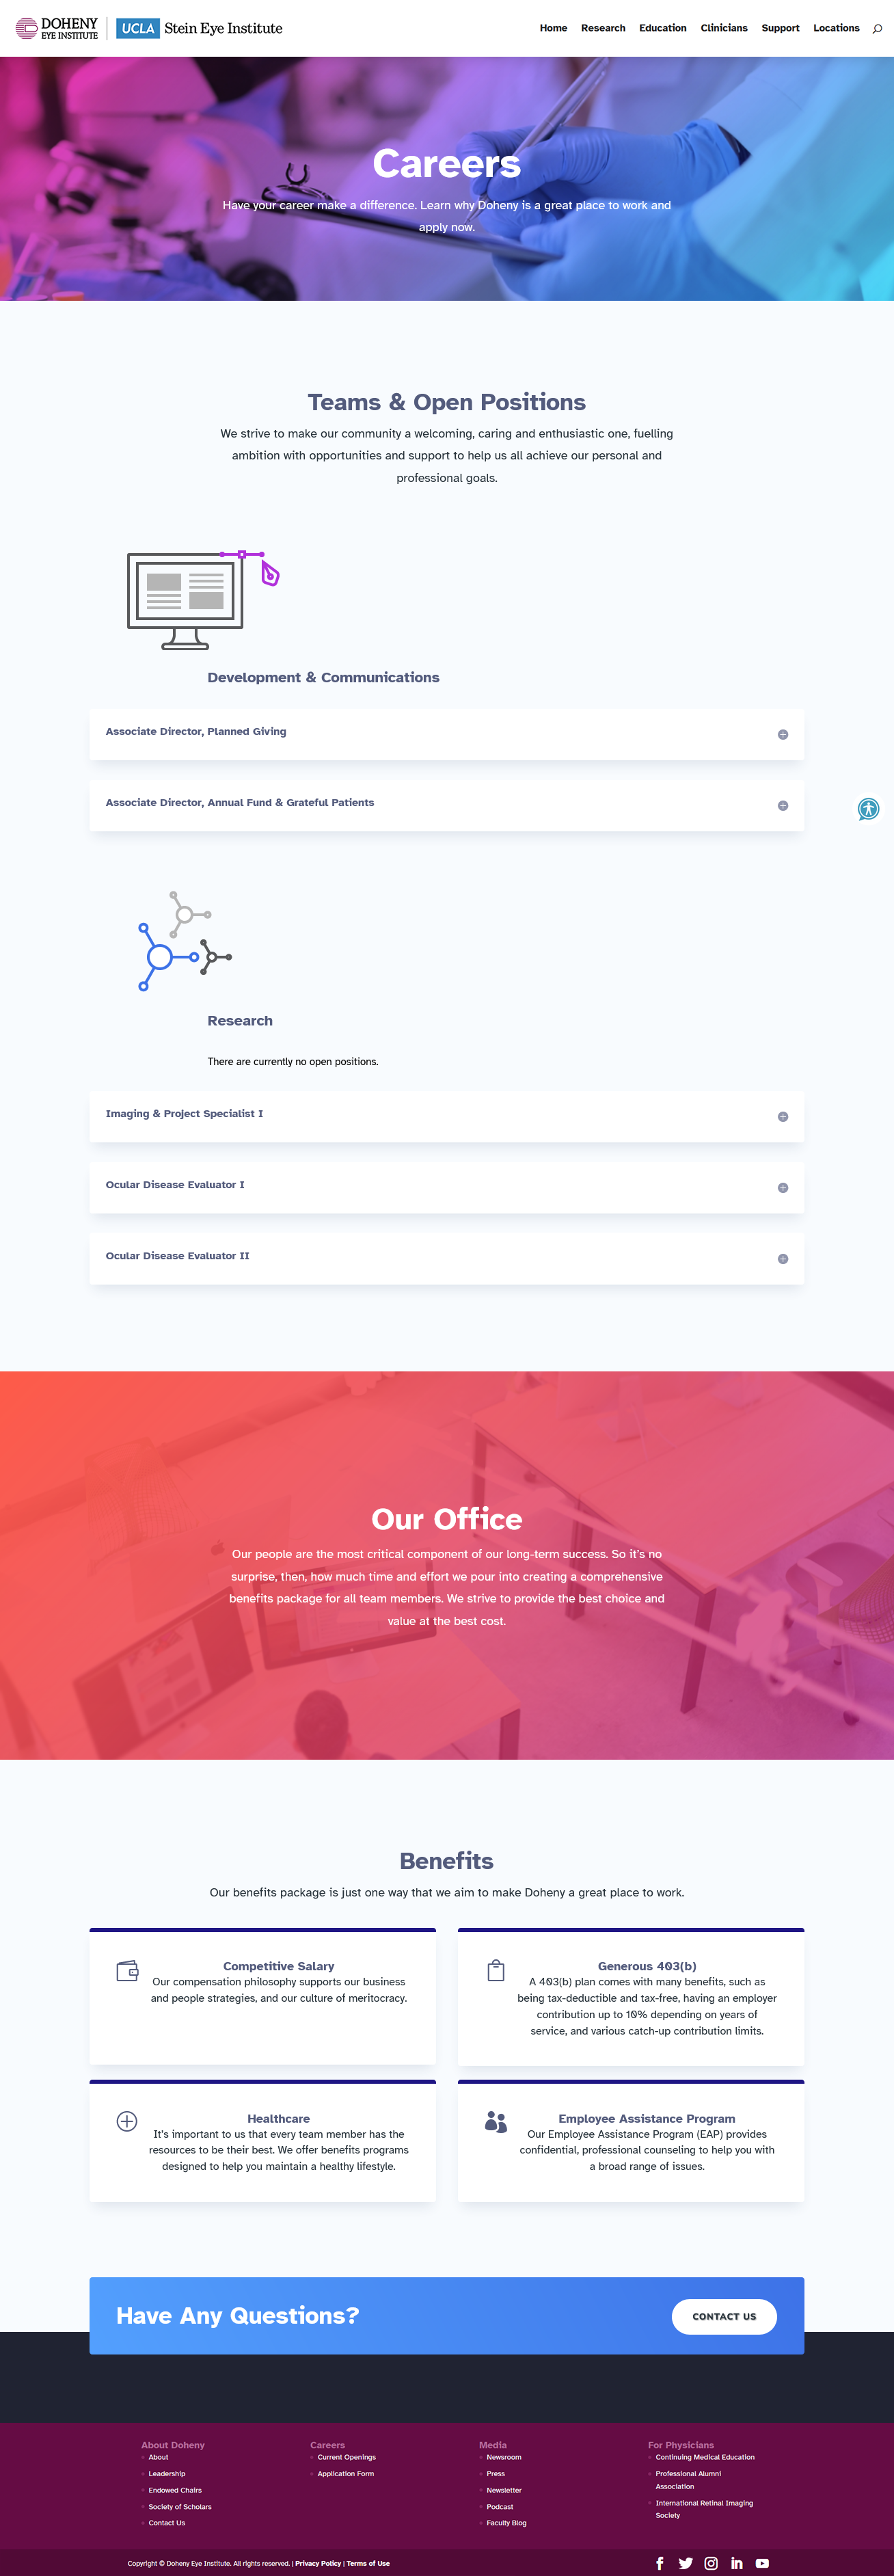 DOHENY
EYE INSTITUTE
UCLA Stein Eye Institute
Home Research Education Clinicians Support Locations
Careers
Have your career make a difference. Learn why Doheny is a great place to work and
apply now.
Teams & Open Positions
We strive to make our community a welcoming, caring and enthusiastic one, fuelling
ambition with opportunities and support to help us all achieve our personal and
professional goals.
Development & Communications
Associate Director, Planned Giving
Associate Director, Annual Fund & Grateful Patients
Research
There are currently no open positions.
Imaging & Project Specialist I
Ocular Disease Evaluator I
Ocular Disease Evaluator II
Our Office
Our people are the most critical component of our long-term success. So it's no
surprise, then, how much time and effort we pour into creating a comprehensive
benefits package for all team members. We strive to provide the best choice and
value at the best cost.
Benefits
Our benefits package is just one way that we aim to make Doheny a great place to work.
Competitive Salary
Our compensation philosophy supports our business
and people strategies, and our culture of meritocracy.
Generous 403(b)
A 403(b) plan comes with many benefits, such as
being tax-deductible and tax-free, having an employer
contribution up to 10% depending on years of
service, and various catch-up contribution limits.
Healthcare
It's important to us that every team member has the
resources to be their best. We offer benefits programs
designed to help you maintain a healthy lifestyle.
Employee Assistance Program
Our Employee Assistance Program (EAP) provides
confidential, professional counseling to help you with
a broad range of issues.
Have Any Questions?
CONTACT US
About Doheny
About
Leadership
Endowed Chairs
Society of Scholars
Contact Us
Careers
Current Openings
Application Form
Media
Newsroom
Press
Newsletter
Podcast
Faculty Blog
For Physicians
Continuing Medical Education
Professional Alumni
Association
International Retinal Imaging
Society
Copyright © Doheny Eye Institute. All rights reserved. | Privacy Policy | Terms of Use